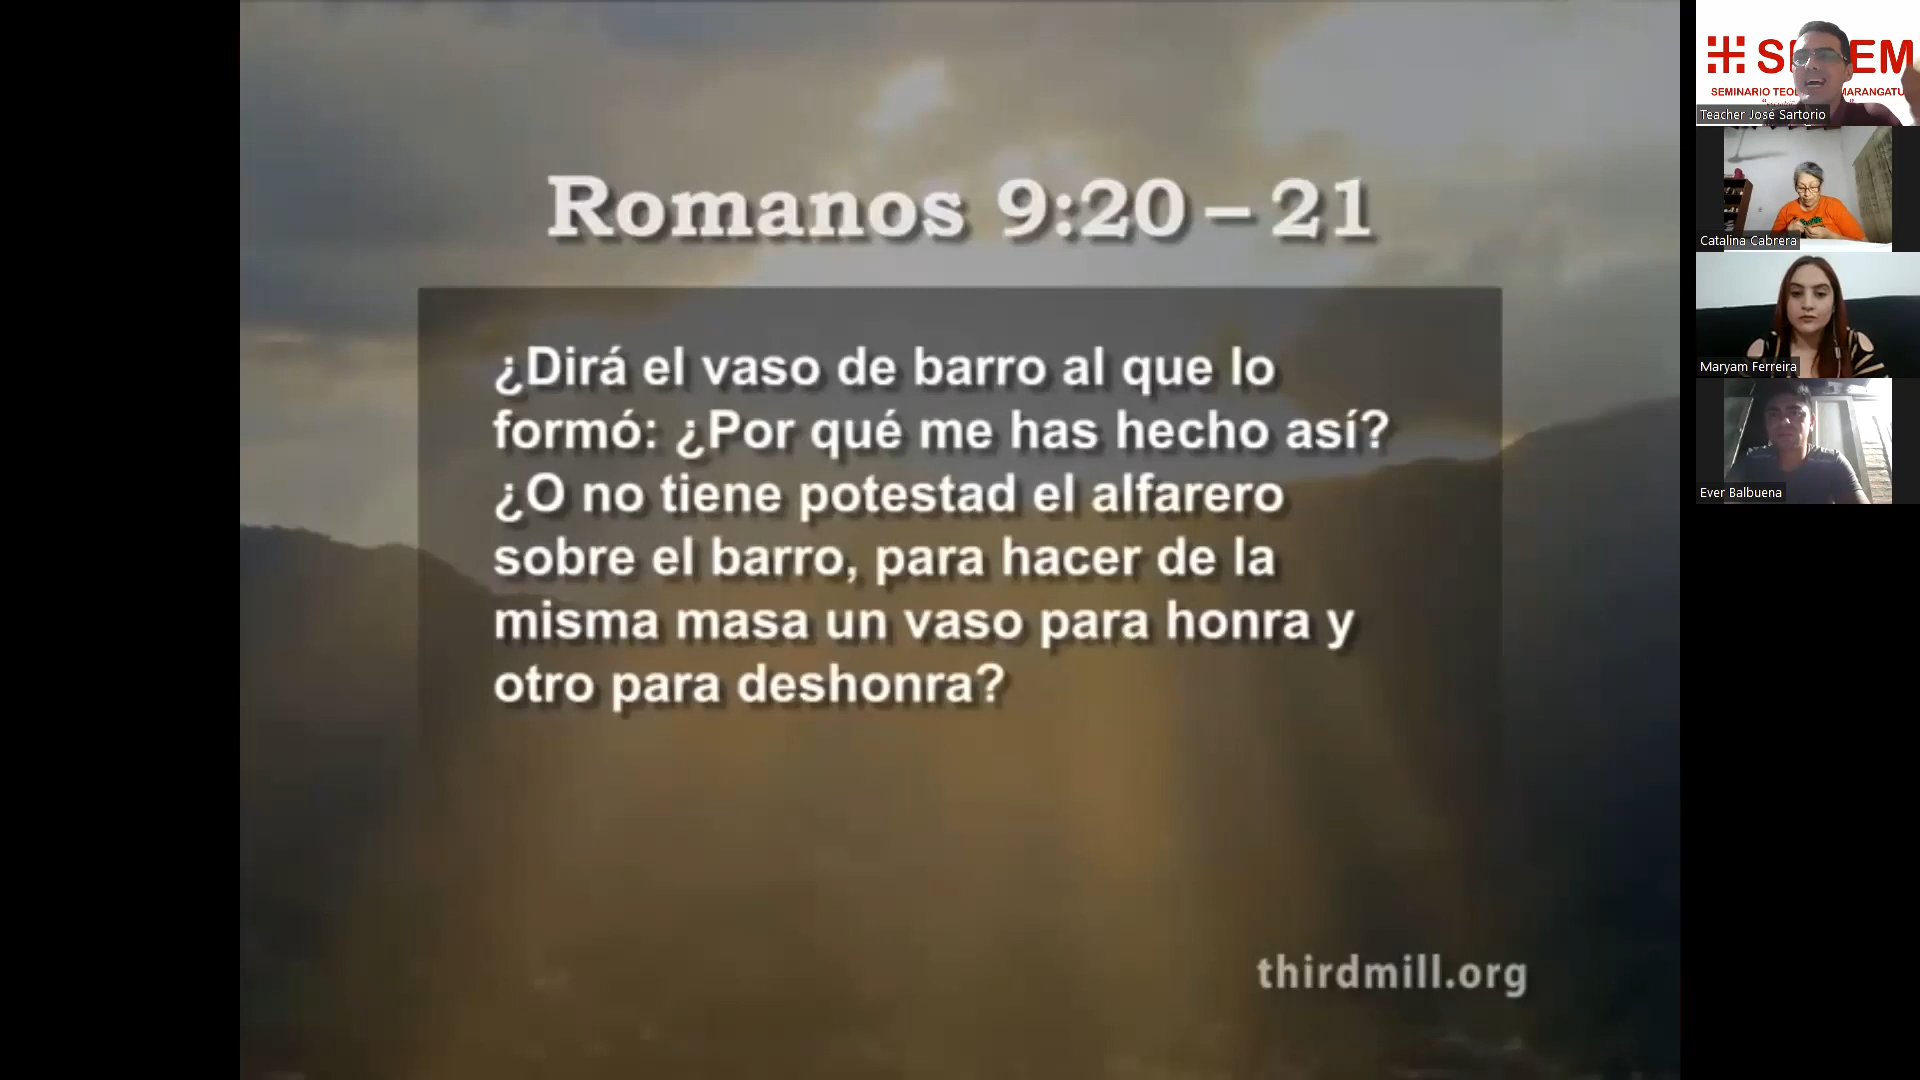 Romanos 9:20 – 21
¿Dirá el vaso de barro al que lo
formó: ¿Por qué me has hecho así?
¿O no tiene potestad el alfarero
sobre el barro, para hacer de la
misma masa un vaso para honra y
otro para deshonra?
thirdmill.org
SEMINARIO
Teacher José Sartorio
Catalina Cabrera
Maryam Ferreira
Ever Balbuena